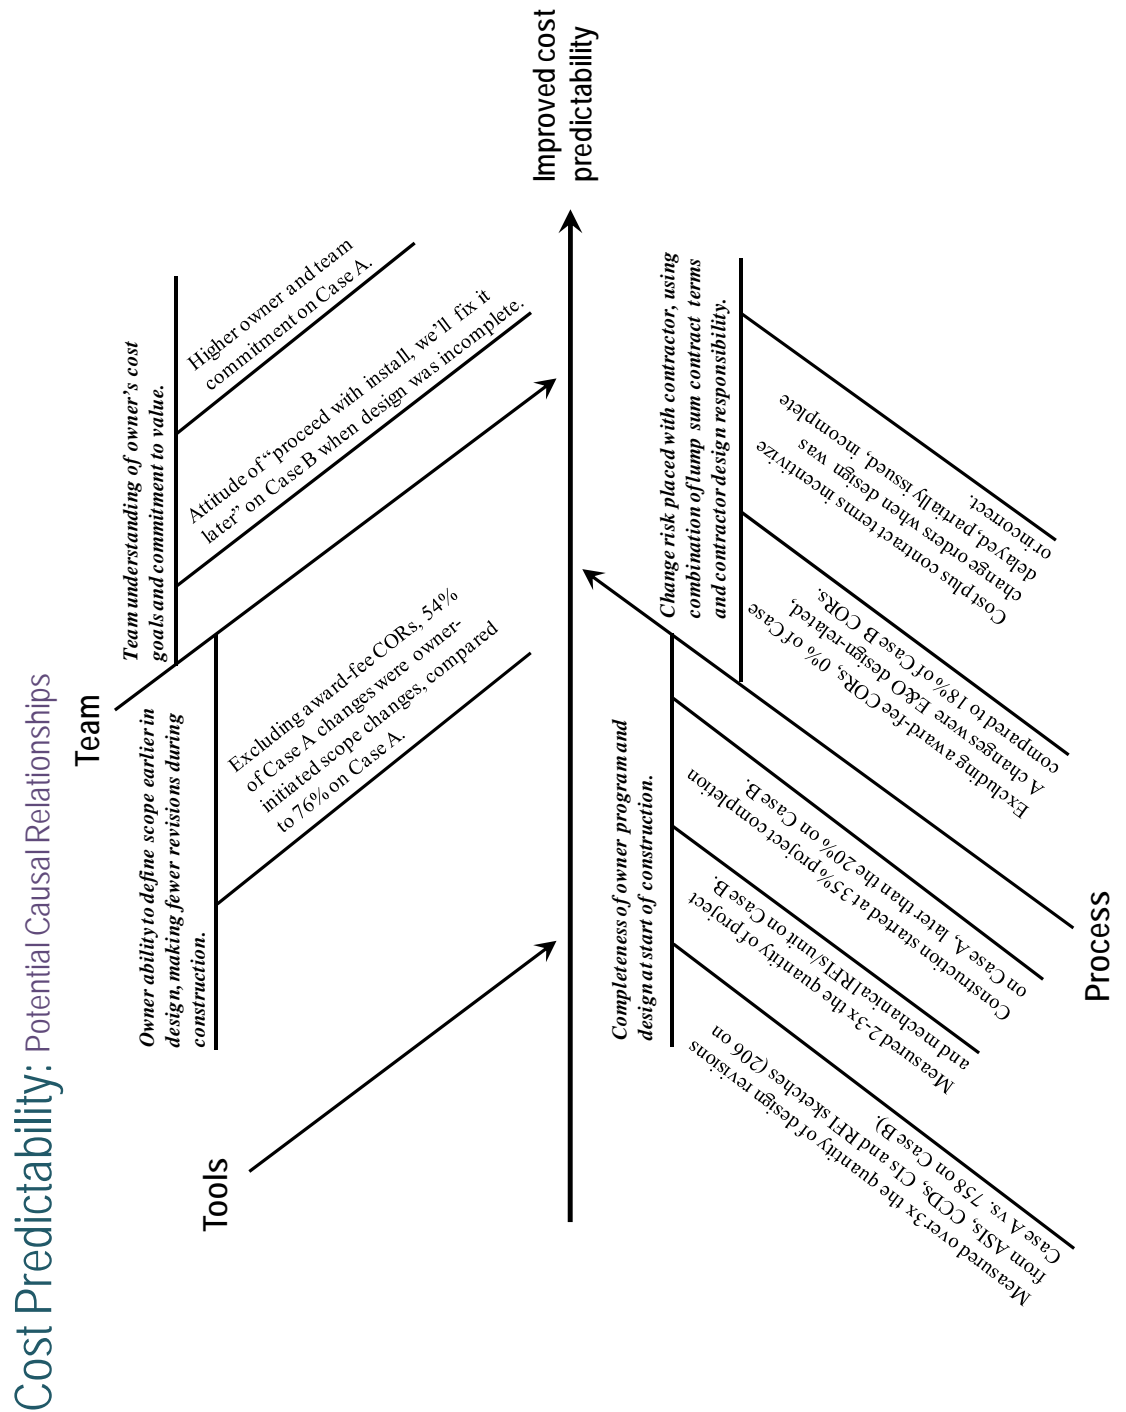 Cost Predictability: Potential Causal Relationships
Team
Tools
Team understanding of owner's cost
goals and commitment to value.
Higher owner and team
commitment on Case A.
Attitude of “proceed with install, we'll fix it
later” on Case B when design was incomplete.
Owner ability to define scope earlier in
design, making fewer revisions during
construction.
Excluding award-fee CORs, 54%
of Case A changes were owner-
initiated scope changes, compared
to 76% on Case A.
Improved cost
predictability
Completeness of owner program and
design at start of construction.
Measured over 3x the quantity of design revisions
from ASIs, CCDs, CIs and RFI sketches (206 on
Case A vs. 758 on Case B).
Measured 2-3x the quantity of project
and mechanical RFIs/unit on Case B.
Construction started at 35% project completion
on Case A, later than the 20% on Case B.
Change risk placed with contractor, using
combination of lump sum contract terms
and contractor design responsibility.
Excluding award-fee CORs, 0% of Case
A changes were E&O design-related,
compared to 18% of Case B CORs.
Cost plus contract terms incentivize
change orders when design was
delayed, partially issued, incomplete
or incorrect.
Process